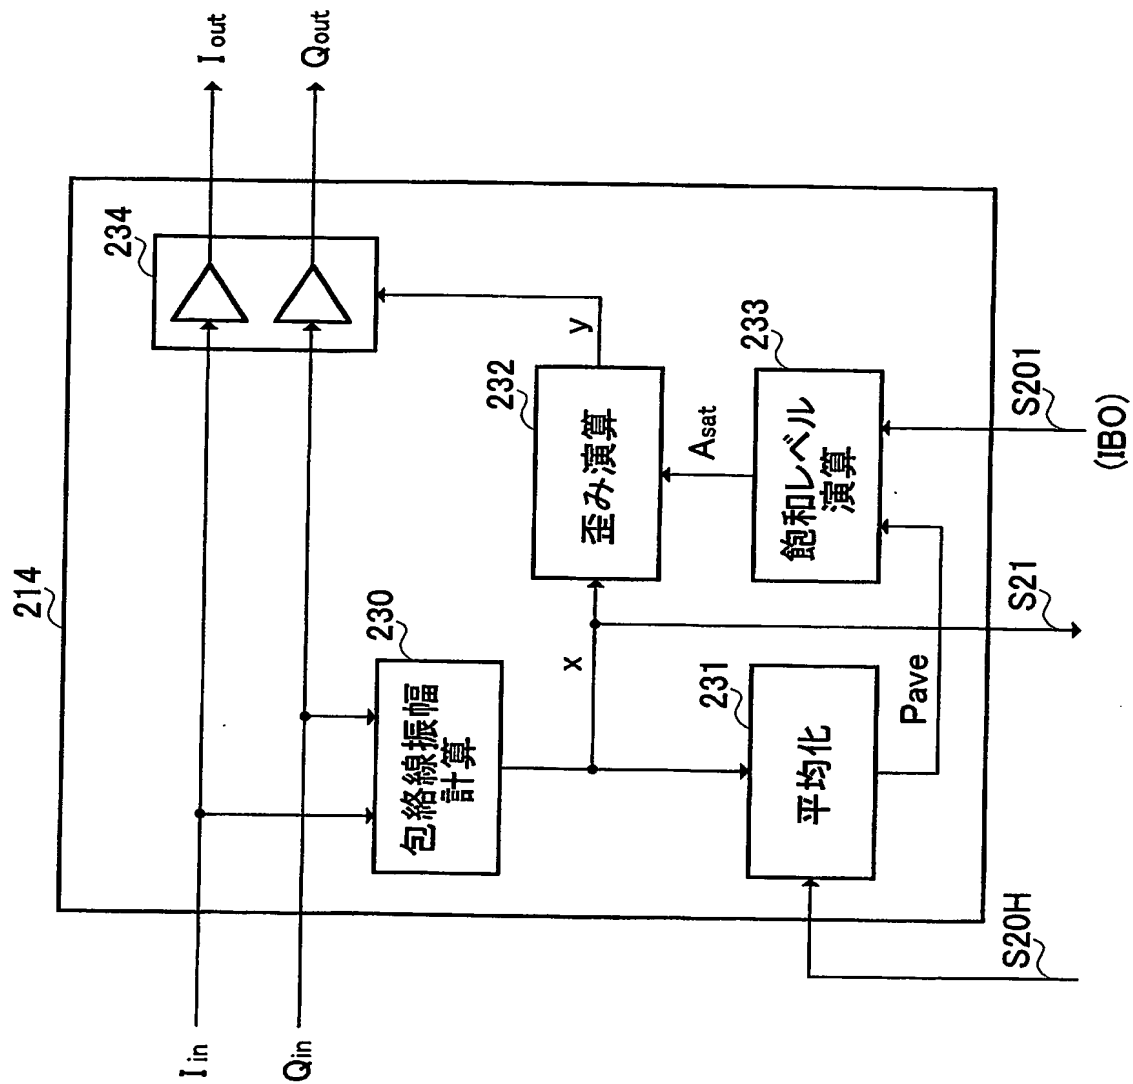 214
234
Iin
Iout
Qin
Qout
230
包絡線振幅
計算
x
232
歪み演算
y
231
平均化
Asat
233
飽和レベル
演算
Pave
S20H
S21
S201
(IBO)